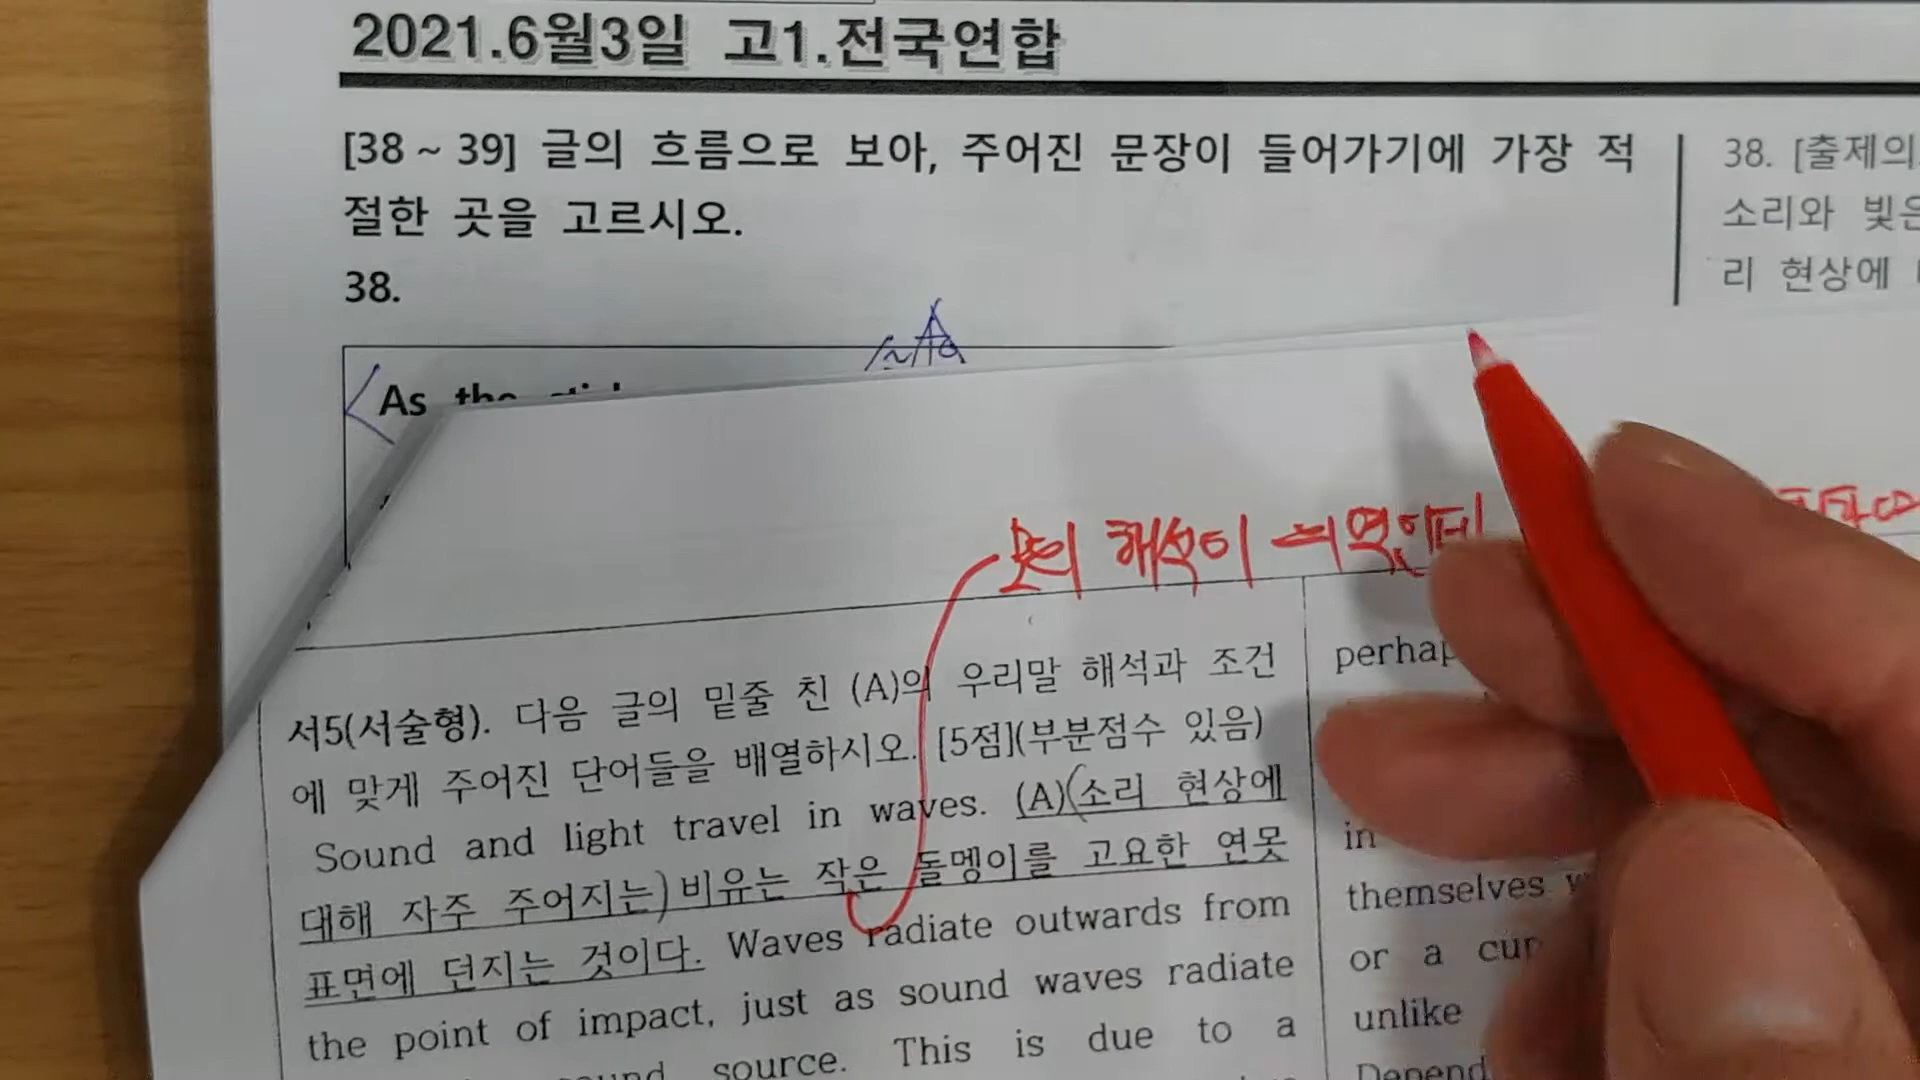 2021.6월3일 고1.전국연합
[38 ~ 39] 글의 흐름으로 보아, 주어진 문장이 들어가기에 가장 적
절한 곳을 고르시오.
38.
As the
38. [출제의
소리와 빛은
리 현상에
해석이
서5(서술형). 다음 글의 밑줄 친 (A)의 우리말 해석과 조건
에 맞게 주어진 단어들을 배열하시오. [5점](부분점수 있음)
Sound and light travel in waves. (A)(소리 현상에
대해 자주 주어지는) 비유는 작은 돌멩이를 고요한 연못
표면에 던지는 것이다. Waves radiate outwards from
the point of impact, just as sound waves radiate
source. This is due to a
perhap
in
themselves
or a cur
unlike
Depend